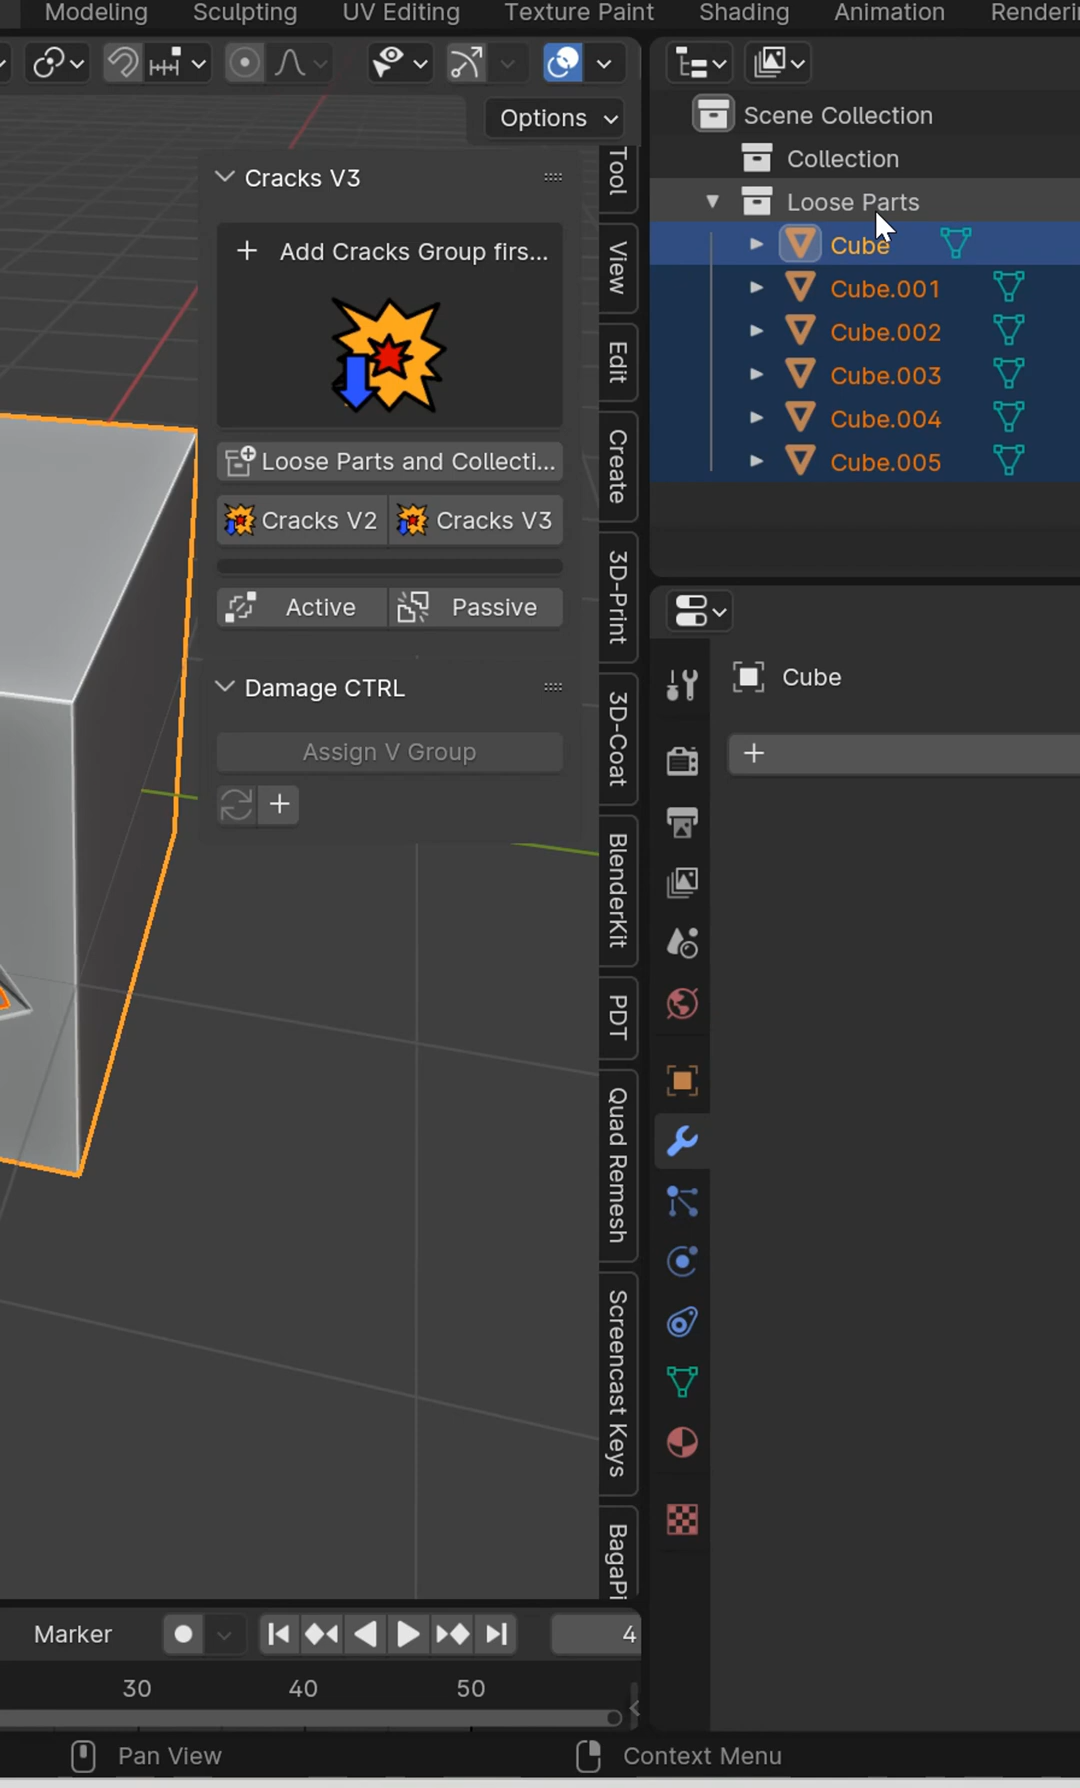 Modeling
Sculpting
UV Editing
Texture Paint
Shading
Animation
Options
Scene Collection
Collection
Loose Parts
Cube
Cube.001
Cube.002
Cube.003
Cube.004
Cube.005
Cracks V3
+ Add Cracks Group firs...
Loose Parts and Collecti...
Cracks V2
Cracks V3
Active
Passive
Damage CTRL
Assign V Group
+
Tool
View
Edit
Create
3D-Print
3D-Coat
BlenderKit
PDT
Quad Remesh
Screencast Keys
BagaPi
Cube
+
Marker
4
30
40
50
Pan View
Context Menu